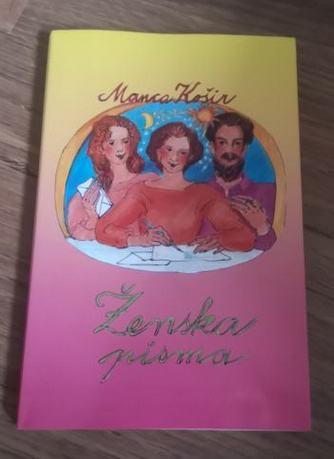 Manca Košir
Ženska
pisma